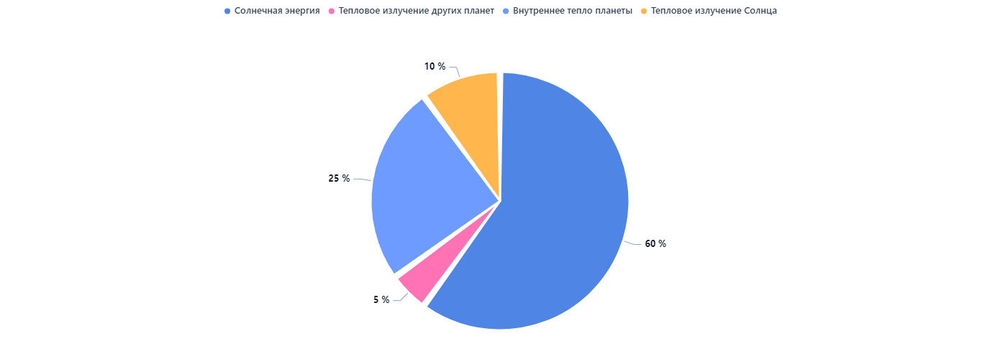 Солнечная энергия Тепловое излучение других планет Внутреннее тепло планеты Тепловое излучение Солнца
10 %
25 %
60 %
5 %